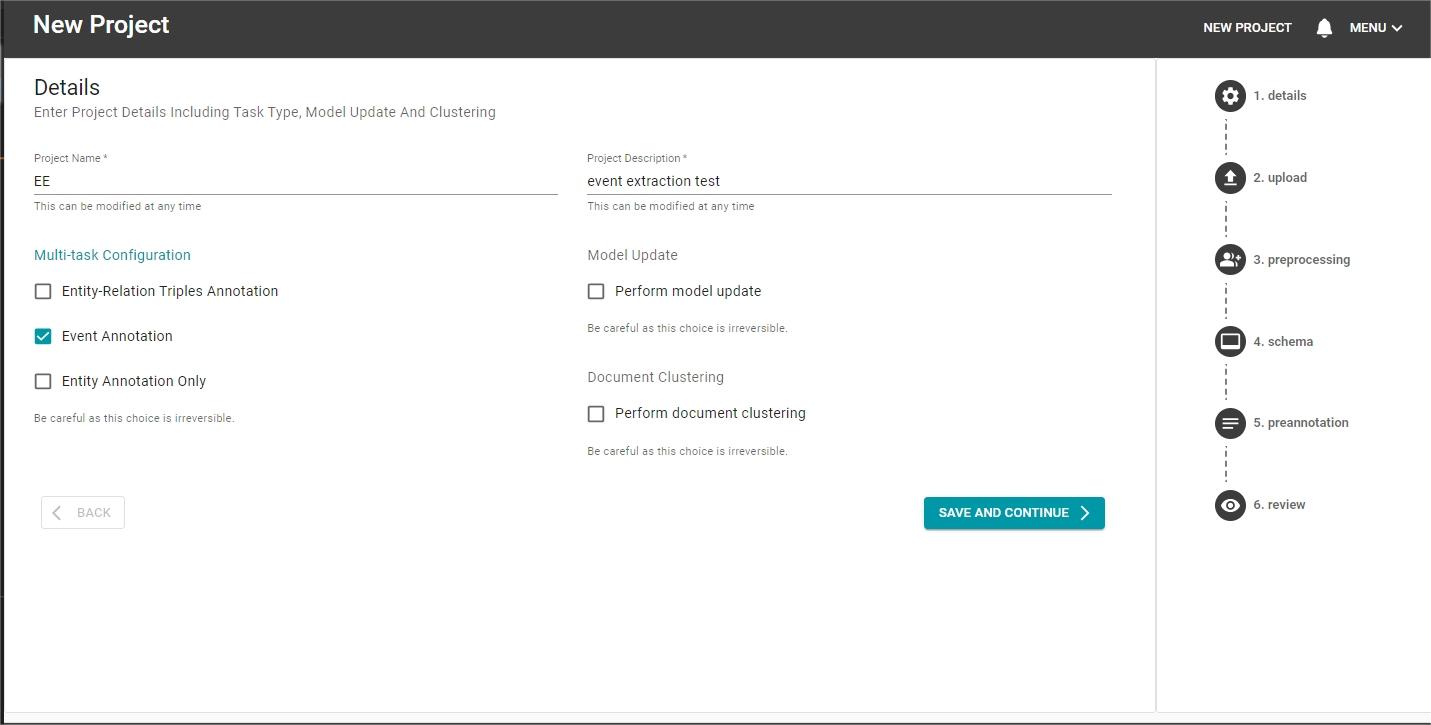 New Project
NEW PROJECT
MENU
Details
Enter Project Details Including Task Type, Model Update And Clustering
Project Name *
EE
This can be modified at any time
Project Description *
event extraction test
This can be modified at any time
Multi-task Configuration
Entity-Relation Triples Annotation
Event Annotation
Entity Annotation Only
Be careful as this choice is irreversible.
Model Update
Perform model update
Be careful as this choice is irreversible.
Document Clustering
Perform document clustering
Be careful as this choice is irreversible.
BACK
SAVE AND CONTINUE
1. details
2. upload
3. preprocessing
4. schema
5. preannotation
6. review